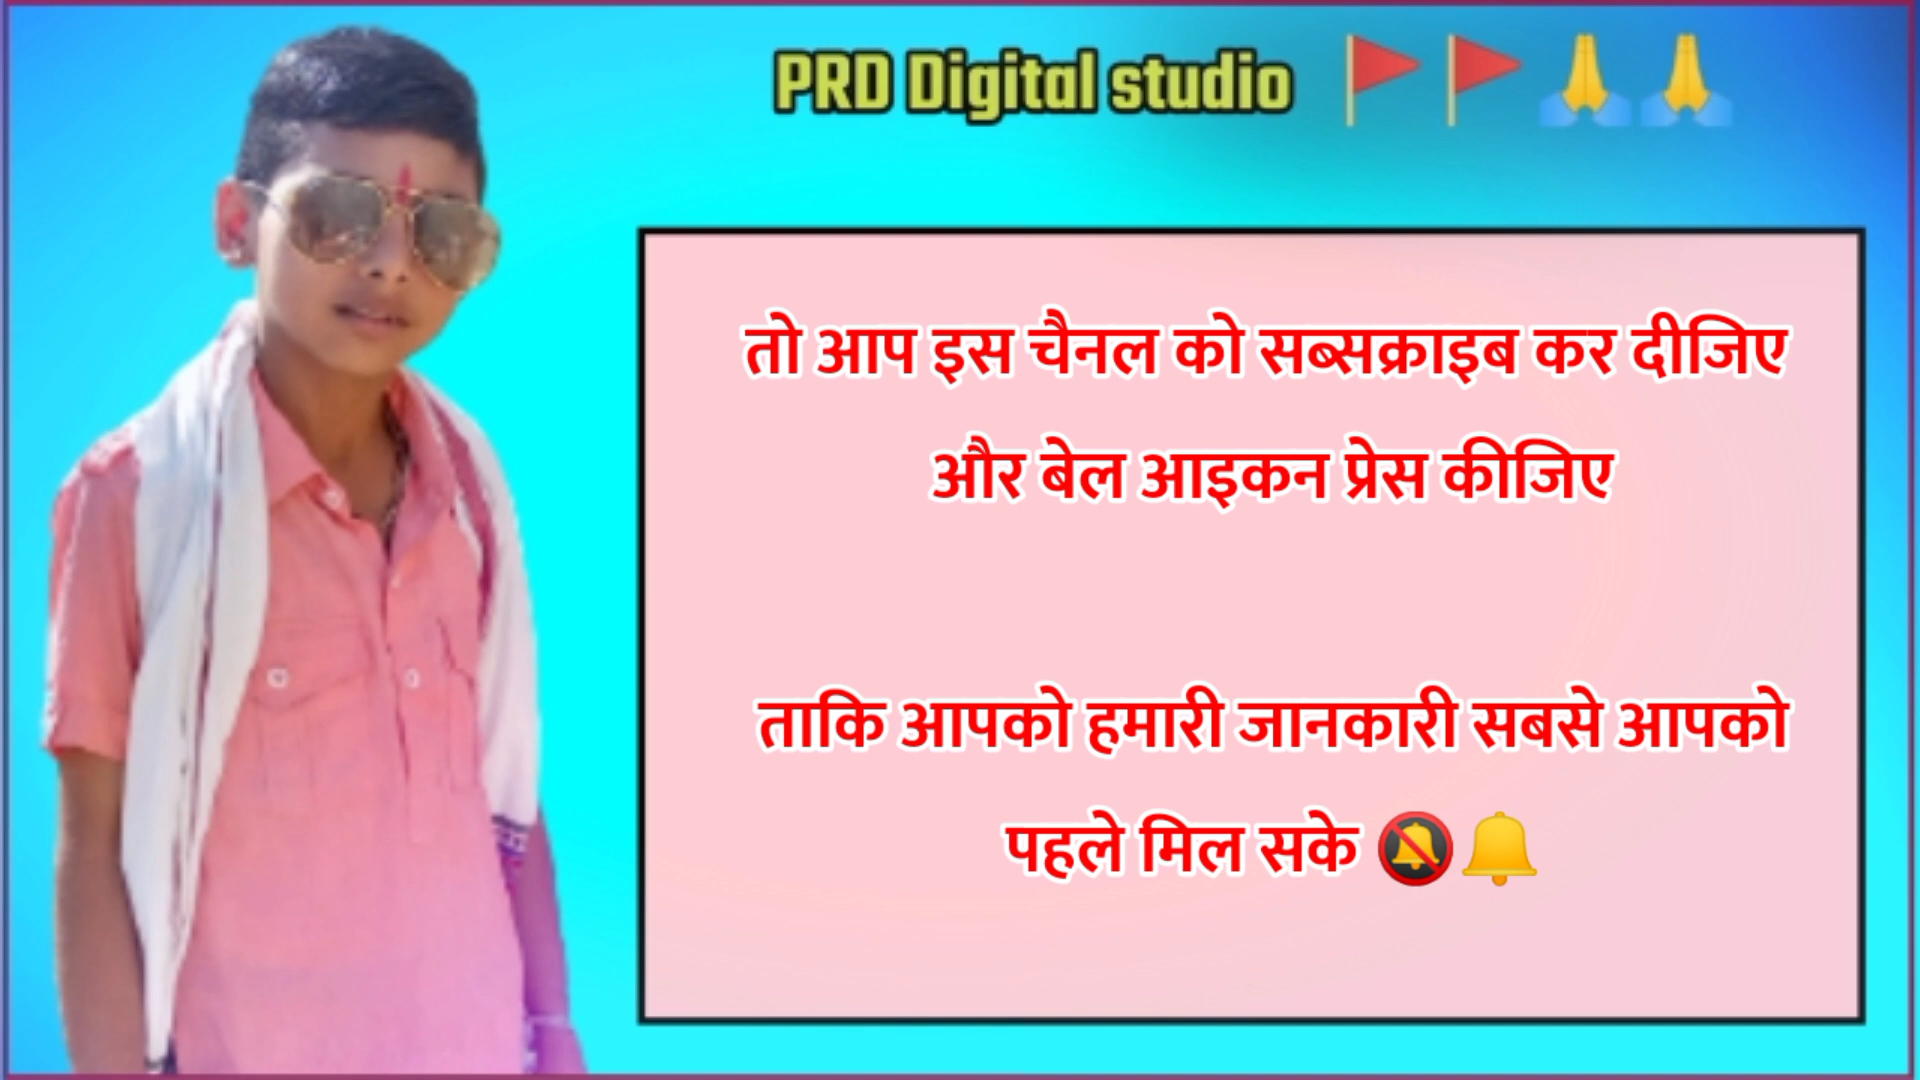 PRD Digital studio 🚩🚩🙏🙏
तो आप इस चैनल को सब्सक्राइब कर दीजिए
और बेल आइकन प्रेस कीजिए
ताकि आपको हमारी जानकारी सबसे आपको
पहले मिल सके 🔕🔔